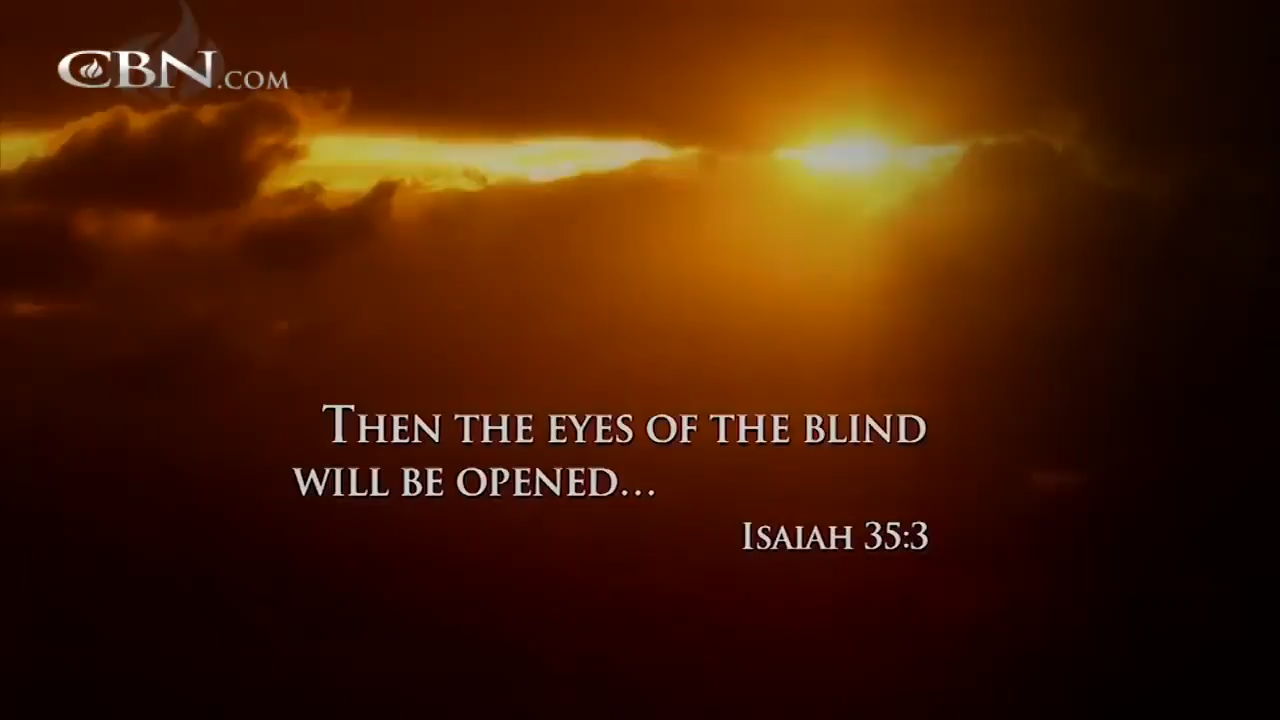 CBN.COM
THEN THE EYES OF THE BLIND
WILL BE OPENED...
ISAIAH 35:3